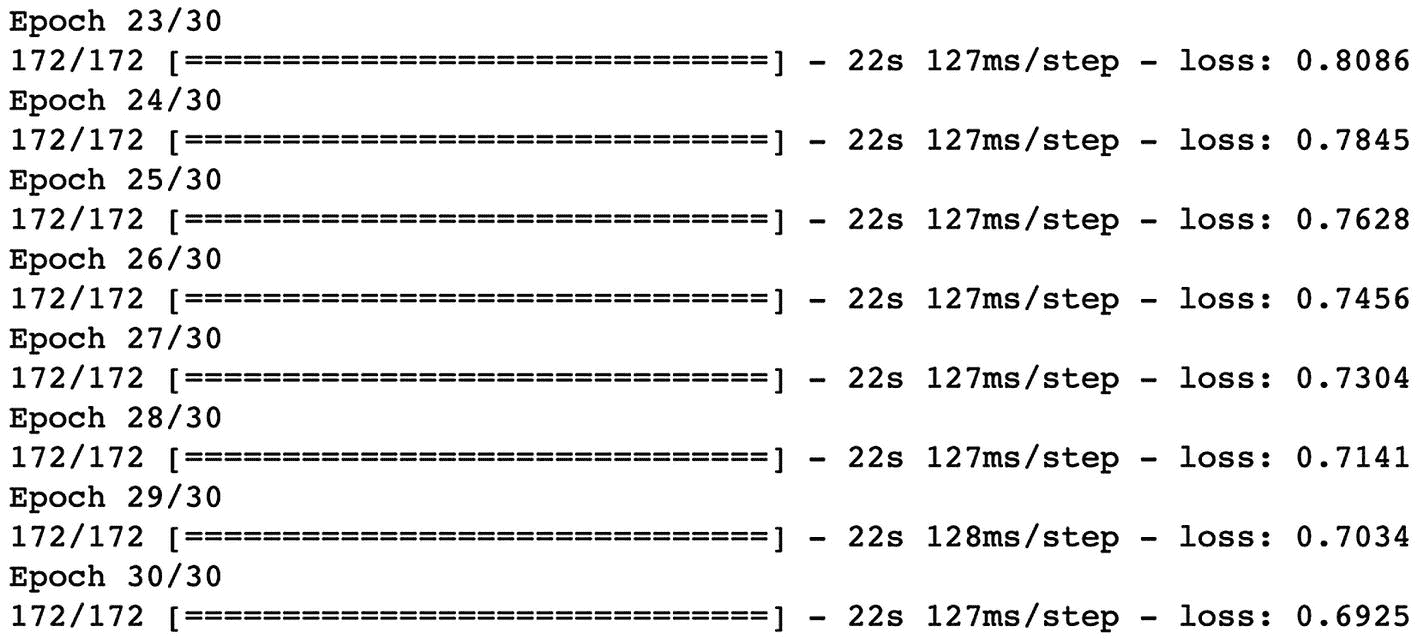 Epoch 23/30
172/172 [==============================] - 22s 127ms/step - loss: 0.8086
Epoch 24/30
172/172 [==============================] - 22s 127ms/step - loss: 0.7845
Epoch 25/30
172/172 [==============================] - 22s 127ms/step - loss: 0.7628
Epoch 26/30
172/172 [==============================] - 22s 127ms/step - loss: 0.7456
Epoch 27/30
172/172 [==============================] - 22s 127ms/step - loss: 0.7304
Epoch 28/30
172/172 [==============================] - 22s 127ms/step - loss: 0.7141
Epoch 29/30
172/172 [==============================] - 22s 128ms/step - loss: 0.7034
Epoch 30/30
172/172 [==============================] - 22s 127ms/step - loss: 0.6925